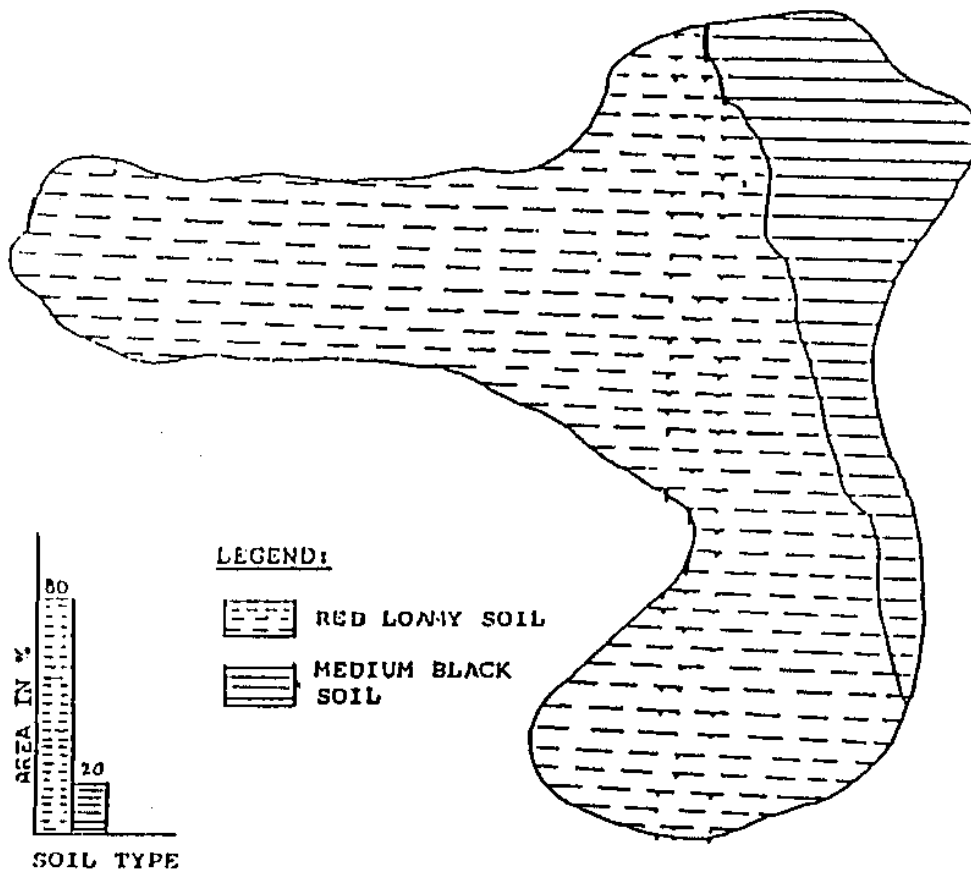 LEGEND:
RED LOAMY SOIL
MEDIUM BLACK
SOIL
80
20
AREA IN %
SOIL TYPE